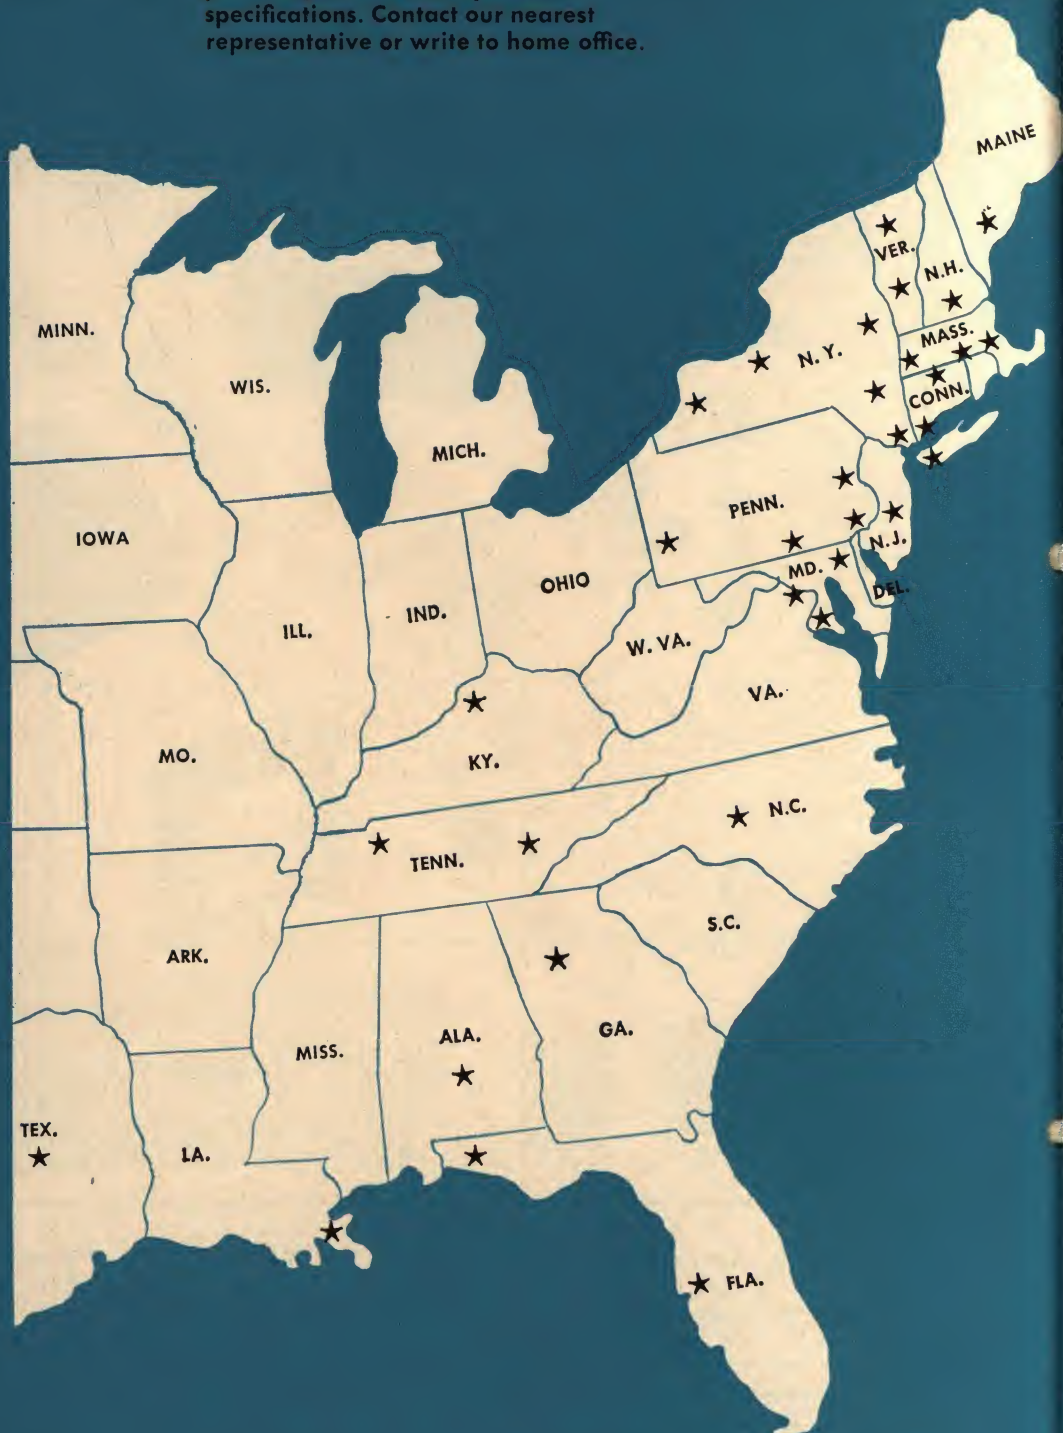 specifications. Contact our nearest
representative or write to home office.
MAINE
VER.
N.H.
MINN.
MASS.
N.Y.
WIS.
CONN.
MICH.
PENN.
IOWA
N.J.
MD.
OHIO
DEL.
IND.
ILL.
W. VA.
VA.
MO.
KY.
N.C.
TENN.
S.C.
ARK.
GA.
ALA.
MISS.
TEX.
LA.
FLA.